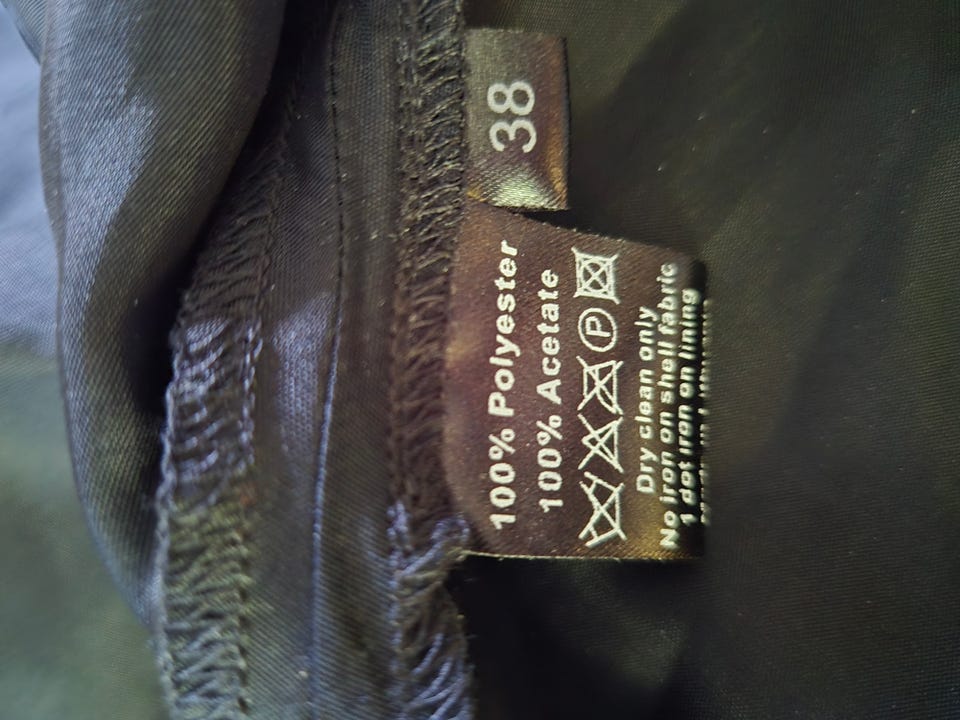 38
100% Polyester
100% Acetate
P
Dry clean only
No iron on shell fabric
1 dot iron on lining